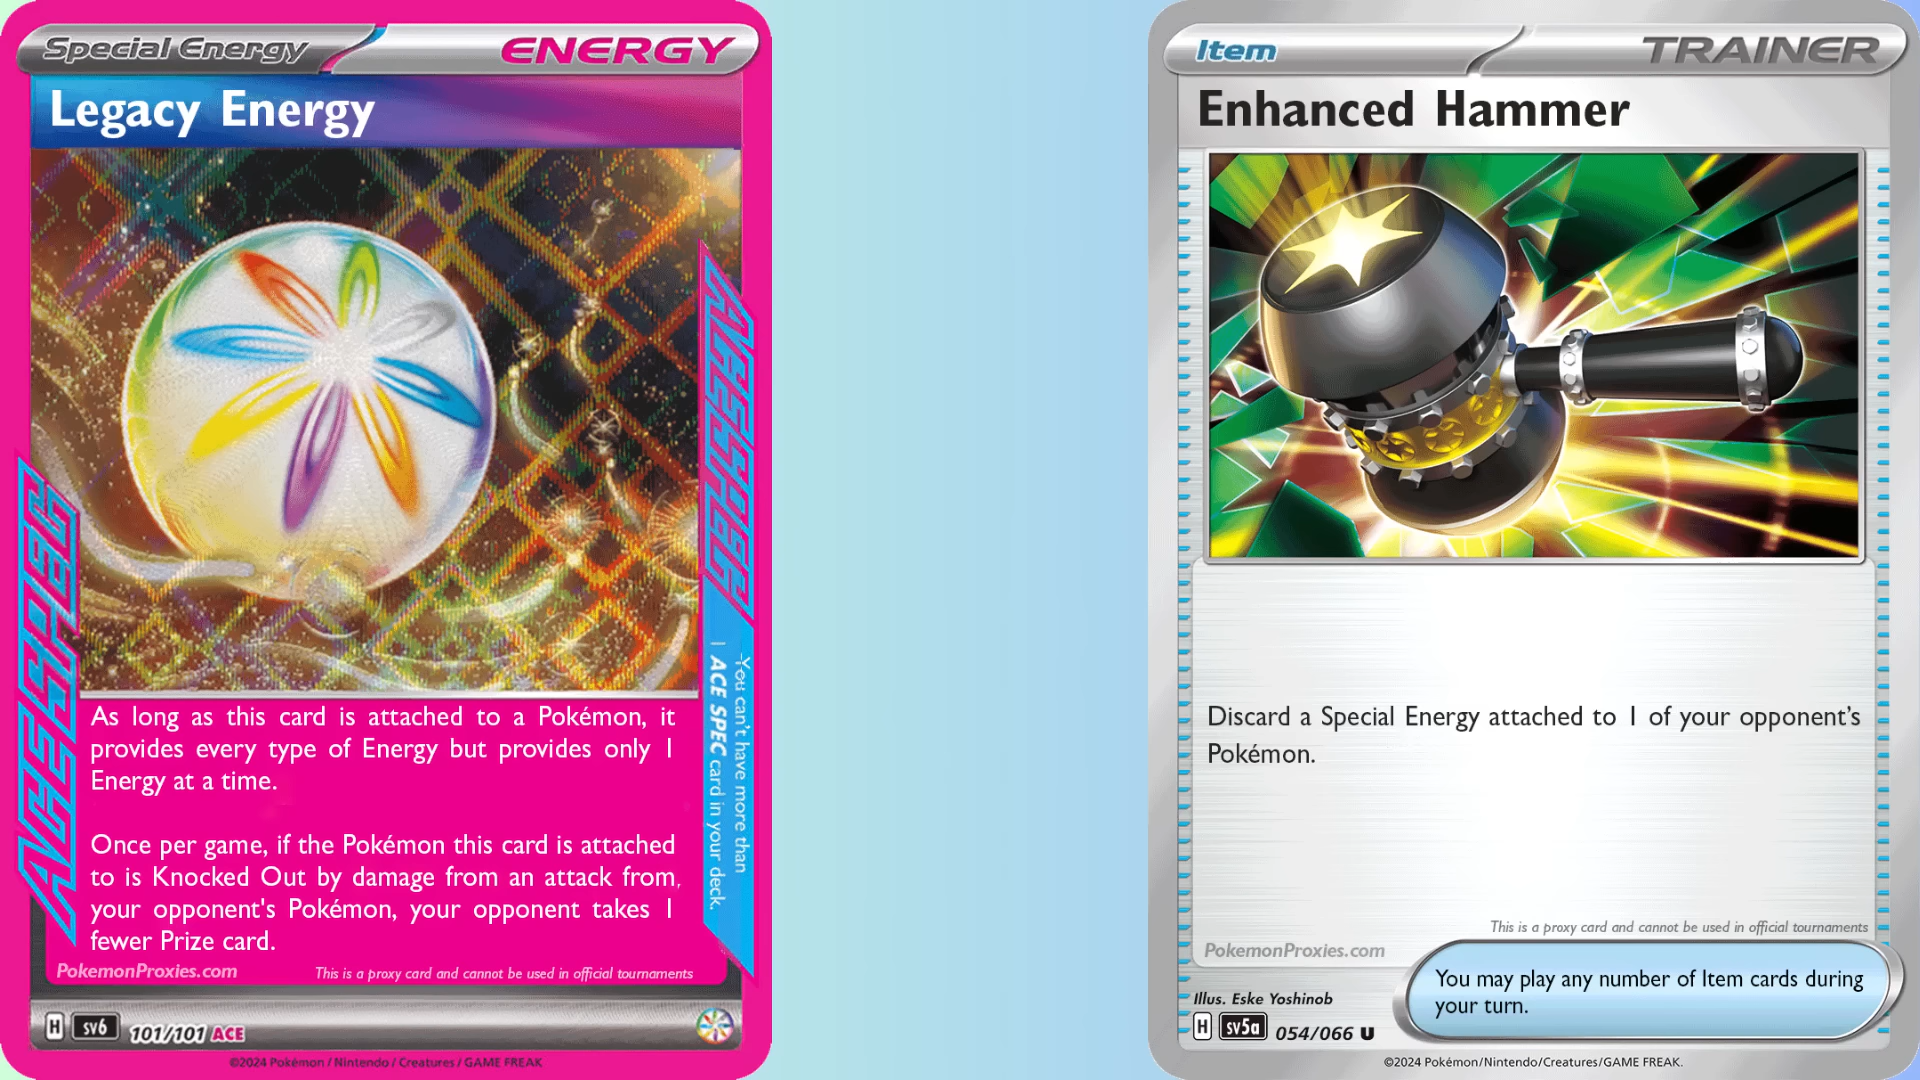 Special Energy
ENERGY
Legacy Energy
ACE SPEC
ACE SPEC
As long as this card is attached to a Pokémon, it
provides every type of Energy but provides only 1
Energy at a time.
Once per game, if the Pokémon this card is attached
to is Knocked Out by damage from an attack from
your opponent's Pokémon, your opponent takes 1
fewer Prize card.
You can't have more than
1 ACE SPEC card in your deck.
PokemonProxies.com
This is a proxy card and cannot be used in official tournaments
H sv6 101/101 ACE
©2024 Pokémon / Nintendo / Creatures / GAME FREAK
Item
TRAINER
Enhanced Hammer
Discard a Special Energy attached to 1 of your opponent's
Pokémon.
This is a proxy card and cannot be used in official tournaments
PokemonProxies.com
You may play any number of Item cards during
your turn.
Illus. Eske Yoshinob
H sv5a 054/066 U
©2024 Pokémon/Nintendo/Creatures/GAME FREAK.